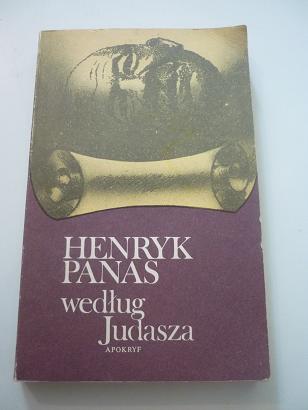 HENRYK
PANAS
według
Judasza
APOKRYF